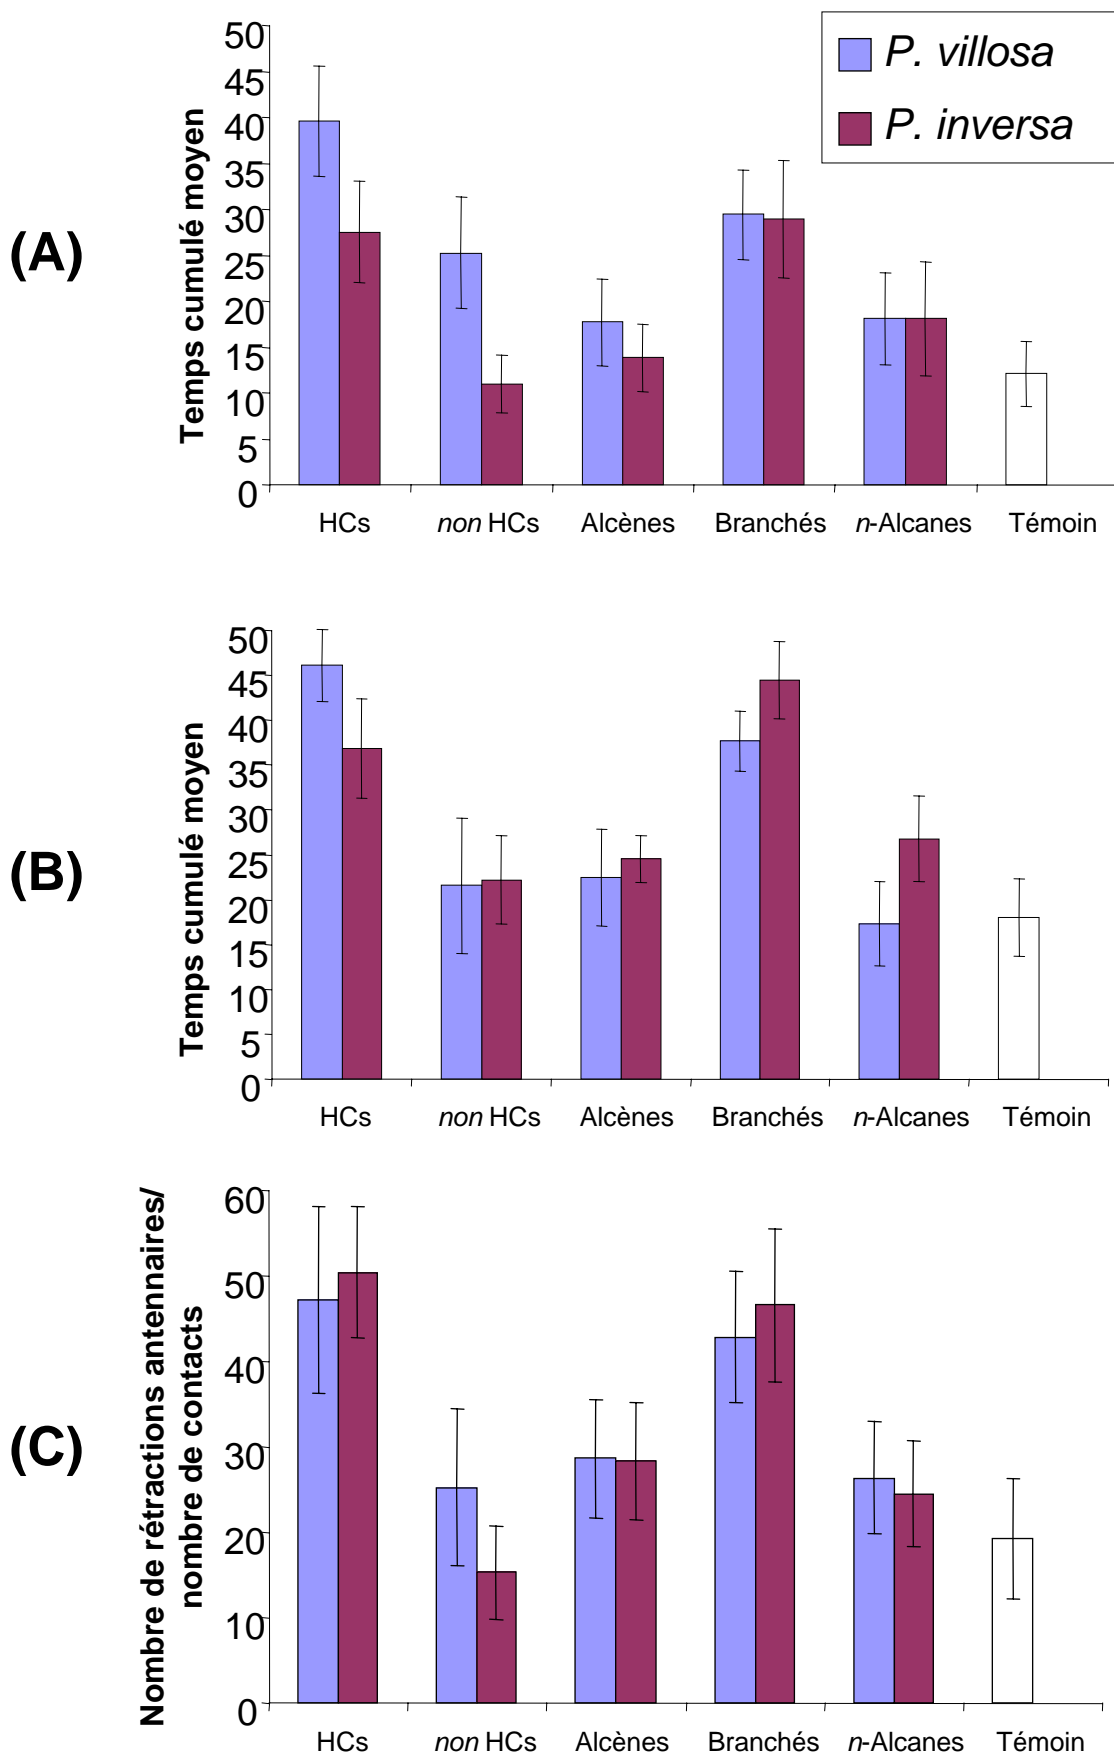 P. villosa
P. inversa
(A)
Temps cumulé moyen
50
45
40
35
30
25
20
15
10
5
0
HCs non HCs Alcènes Branchés n-Alcanes Témoin
(B)
Temps cumulé moyen
50
45
40
35
30
25
20
15
10
5
0
HCs non HCs Alcènes Branchés n-Alcanes Témoin
(C)
Nombre de rétractions antennaires/
nombre de contacts
60
50
40
30
20
10
0
HCs non HCs Alcènes Branchés n-Alcanes Témoin